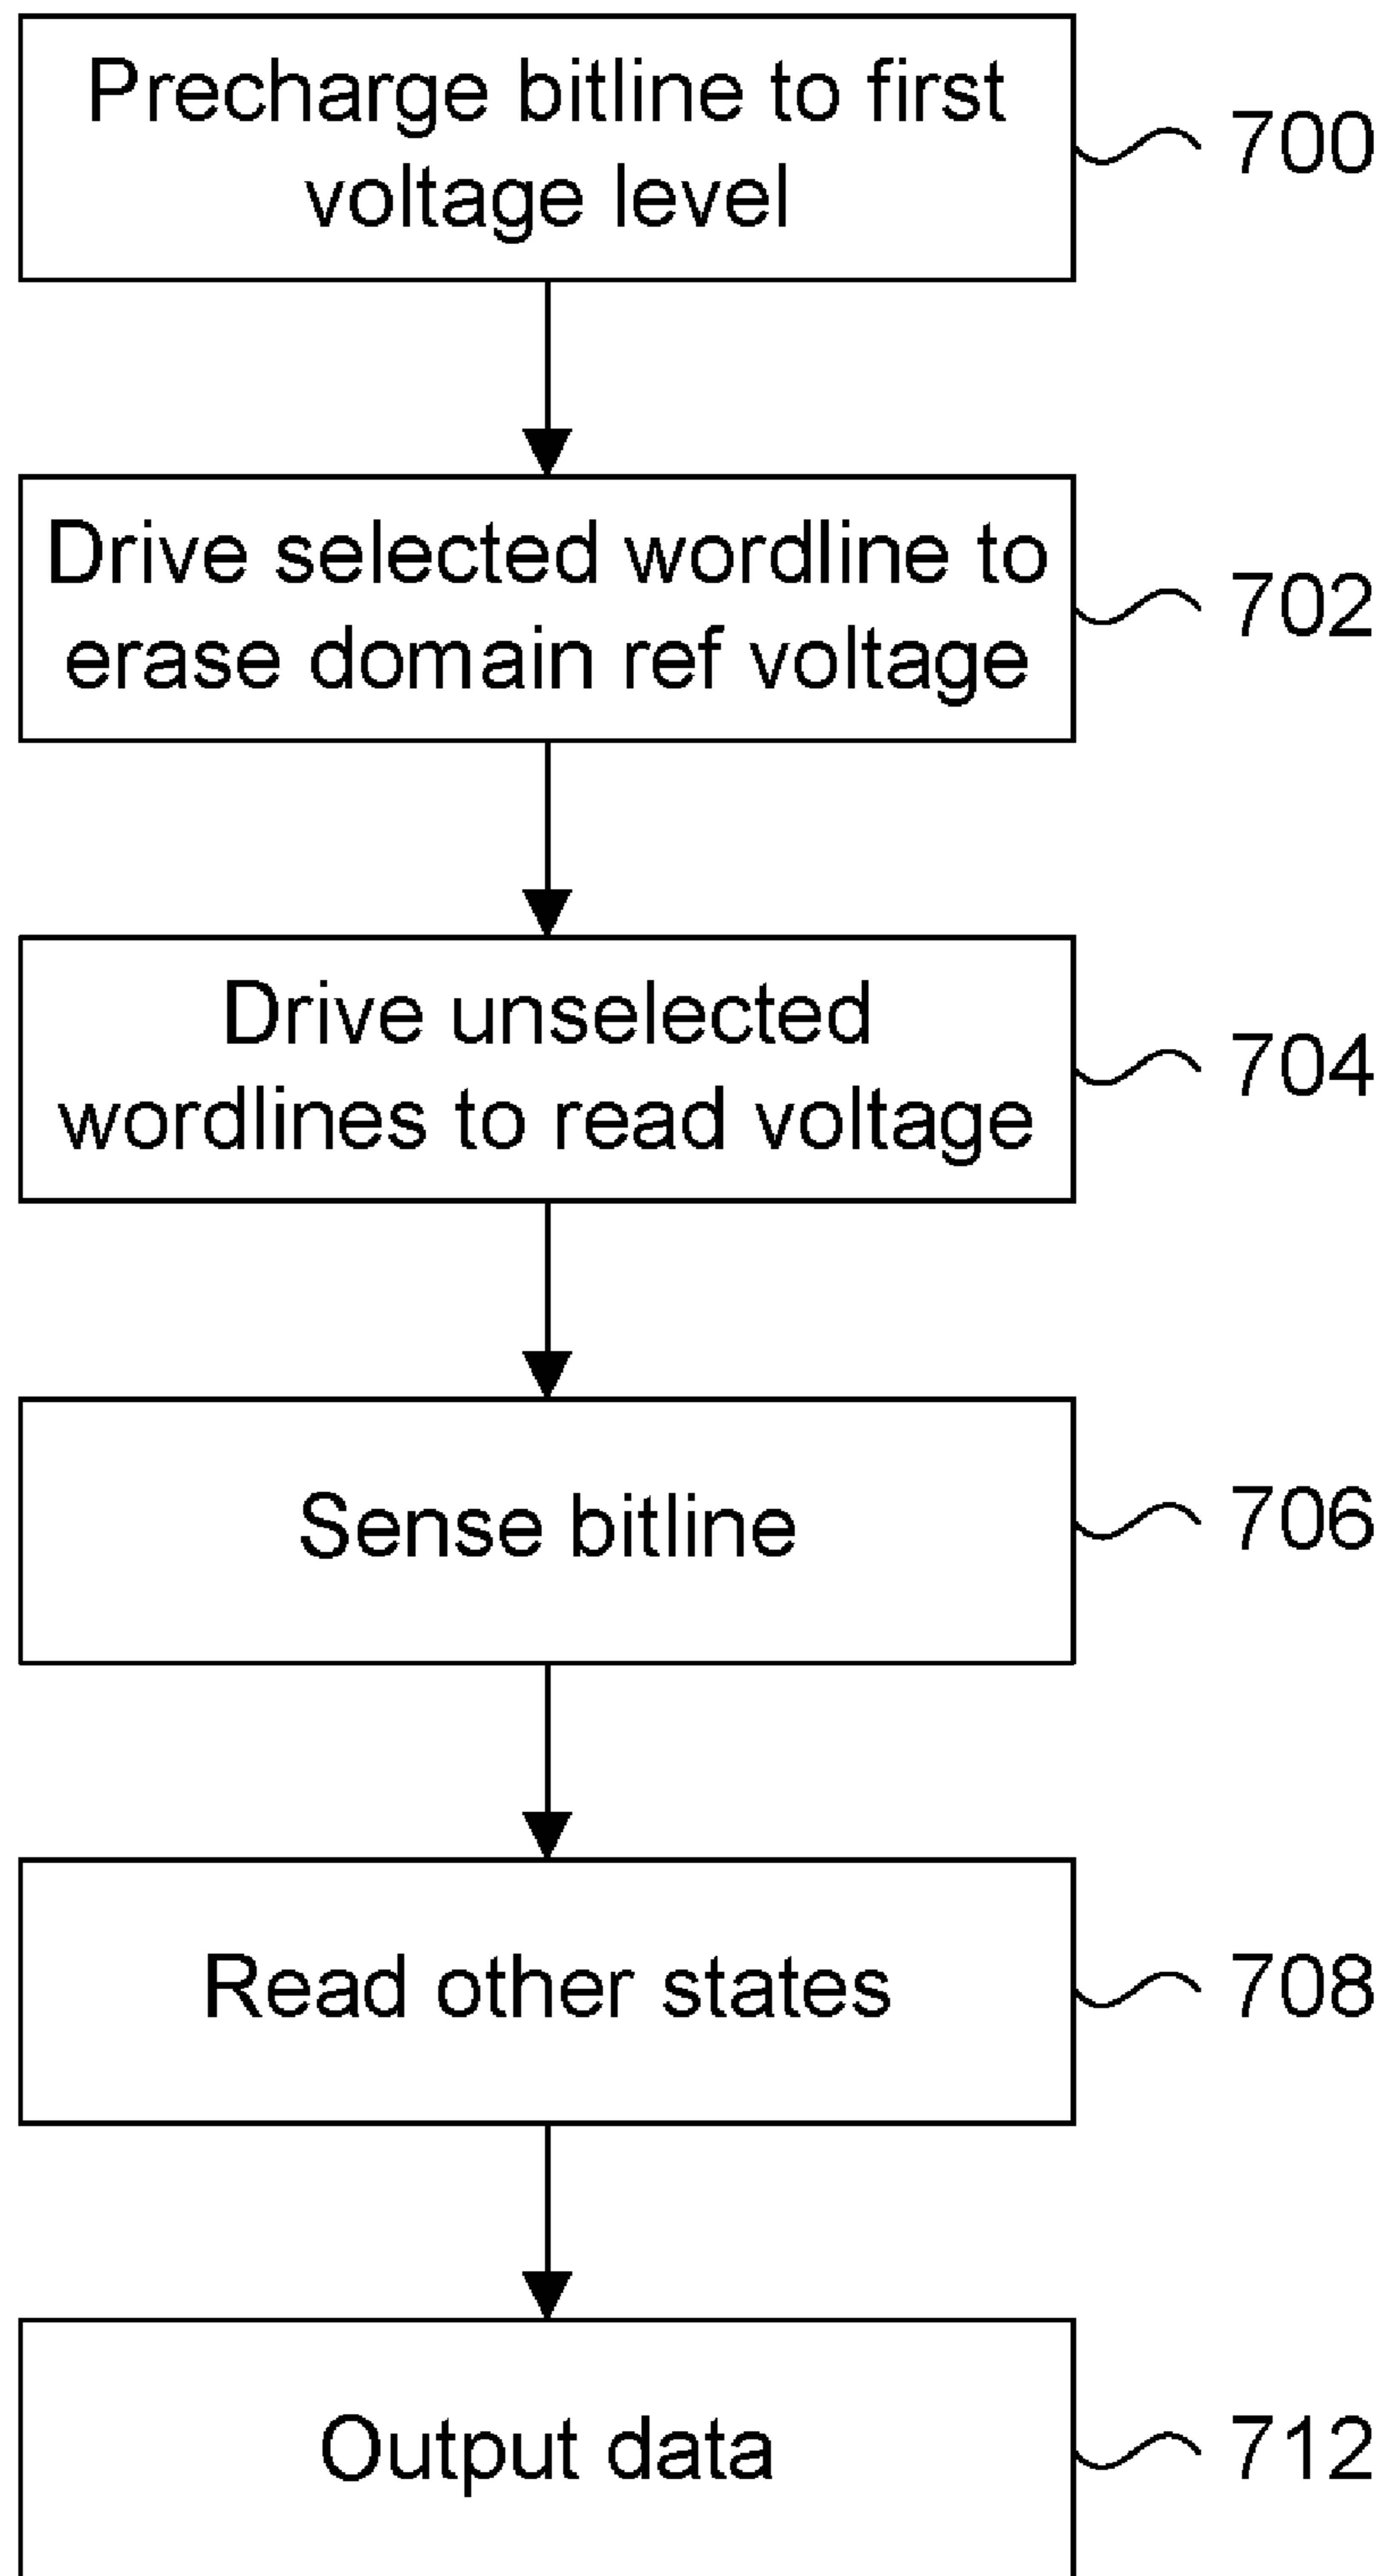 Precharge bitline to first
voltage level
700
Drive selected wordline to
erase domain ref voltage
702
Drive unselected
wordlines to read voltage
704
Sense bitline
706
Read other states
708
Output data
712